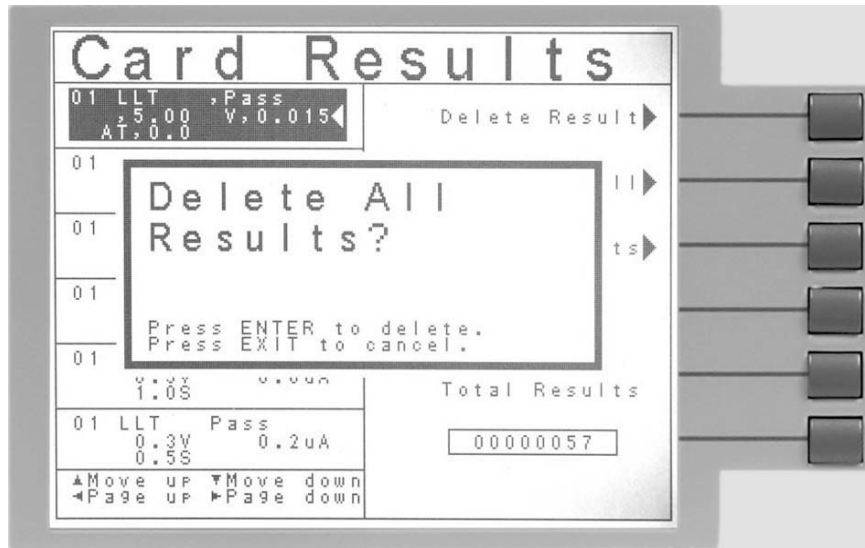 Card Results
01 LLT ,Pass
,5.00 V,0.015
AT,0.0
Delete Result
01
ll
01
ts
01
01
Delete All
Results?
Press ENTER to delete.
Press EXIT to cancel.
1.0S
Total Results
01 LLT Pass
0.3V 0.2uA
0.5S
00000057
▲Move up ▼Move down
◄Page up ►Page down